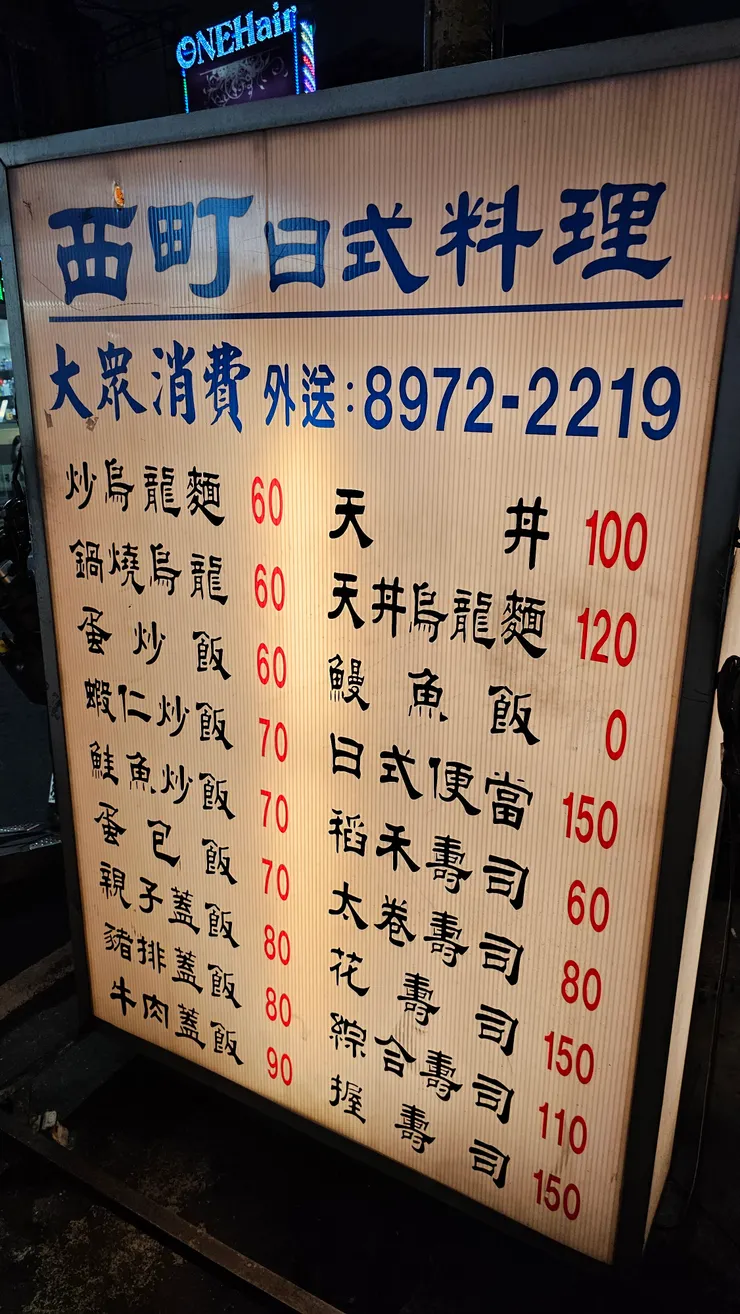 ONEHair
西町日式料理
大眾消費 外送:8972-2219
炒烏龍麵 60
鍋燒烏龍 60
蛋炒飯 60
蝦仁炒飯 70
鮭魚炒飯 70
蛋包飯 70
親子蓋飯 80
豬排蓋飯 80
牛肉蓋飯 90
天丼 100
天丼烏龍麵 120
鰻魚飯 0
日式便當 150
稻禾壽司 60
太卷壽司 80
花壽司 150
綜合壽司 110
握壽司 150